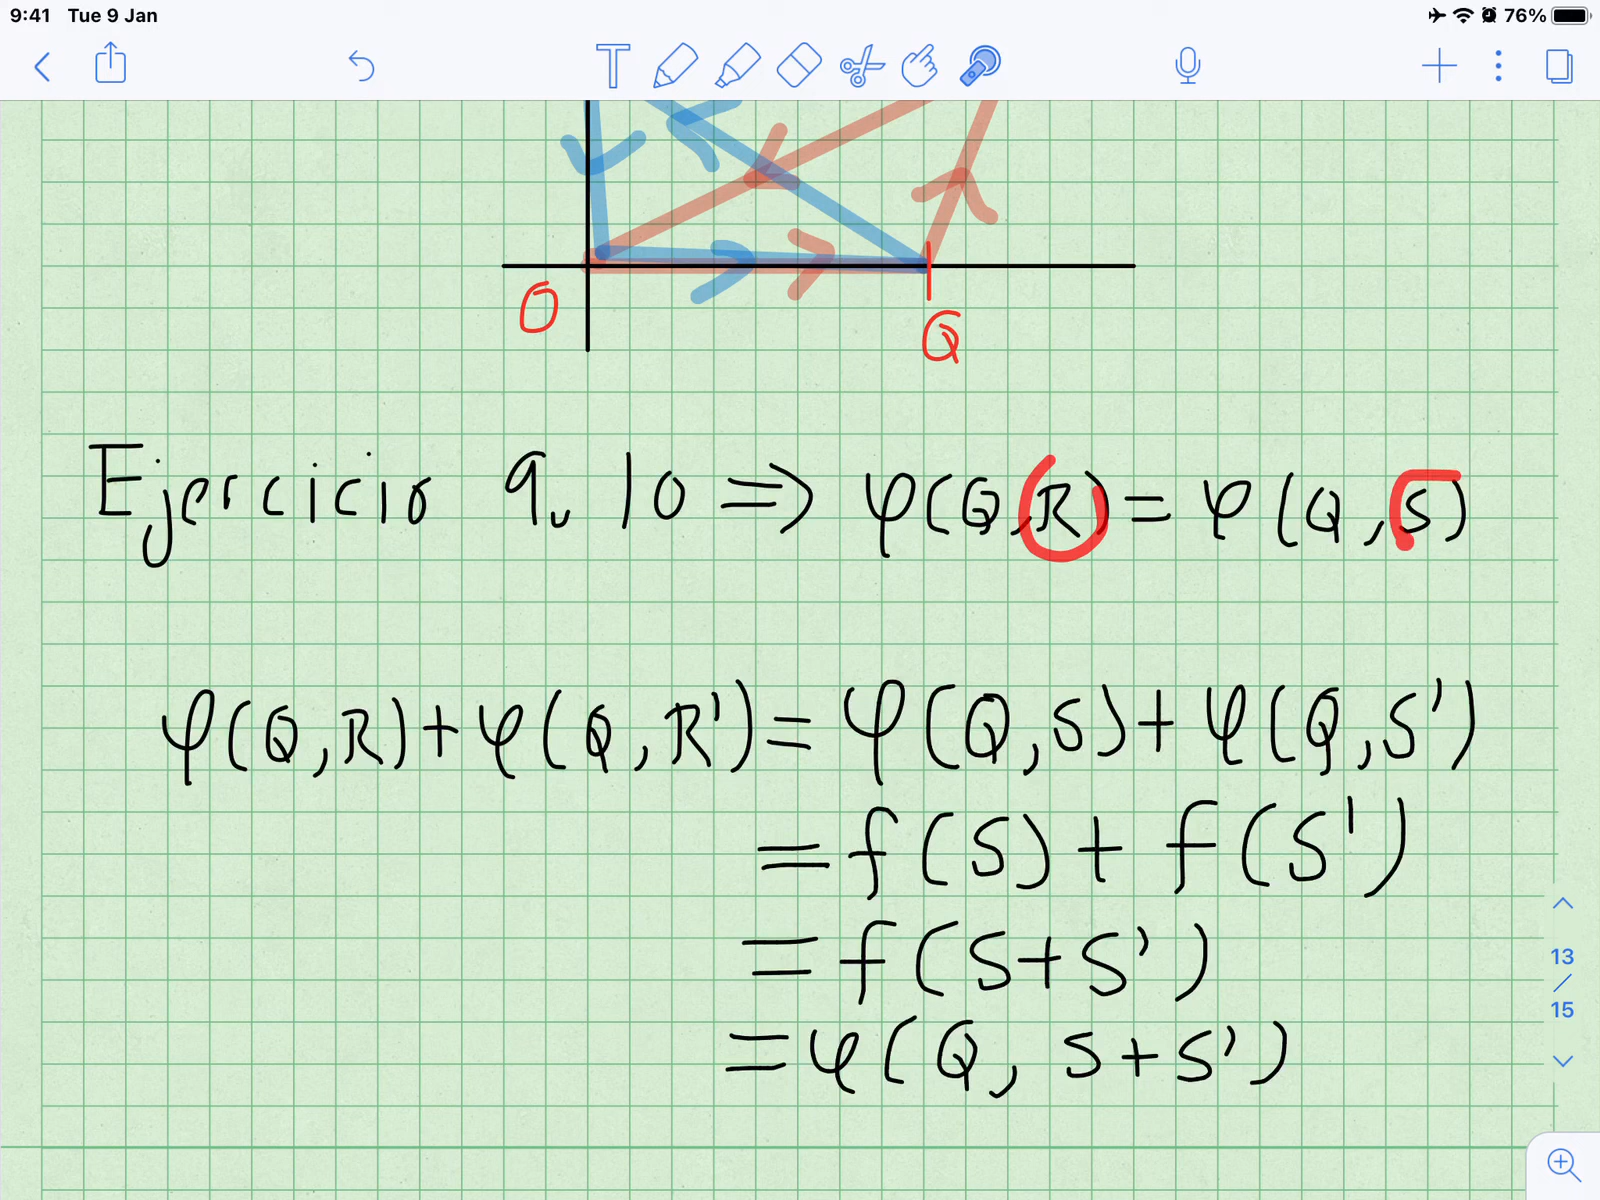 9:41 Tue 9 Jan 76%
T
O
Q
Ejercicio 9.10 => φ(Q,R) = φ(Q,S)
φ(Q,R)+φ(Q,R')=φ(Q,S)+φ(Q,S')
=f(S)+f(S')
=f(S+S')
=φ(Q, S+S')
13
/
15